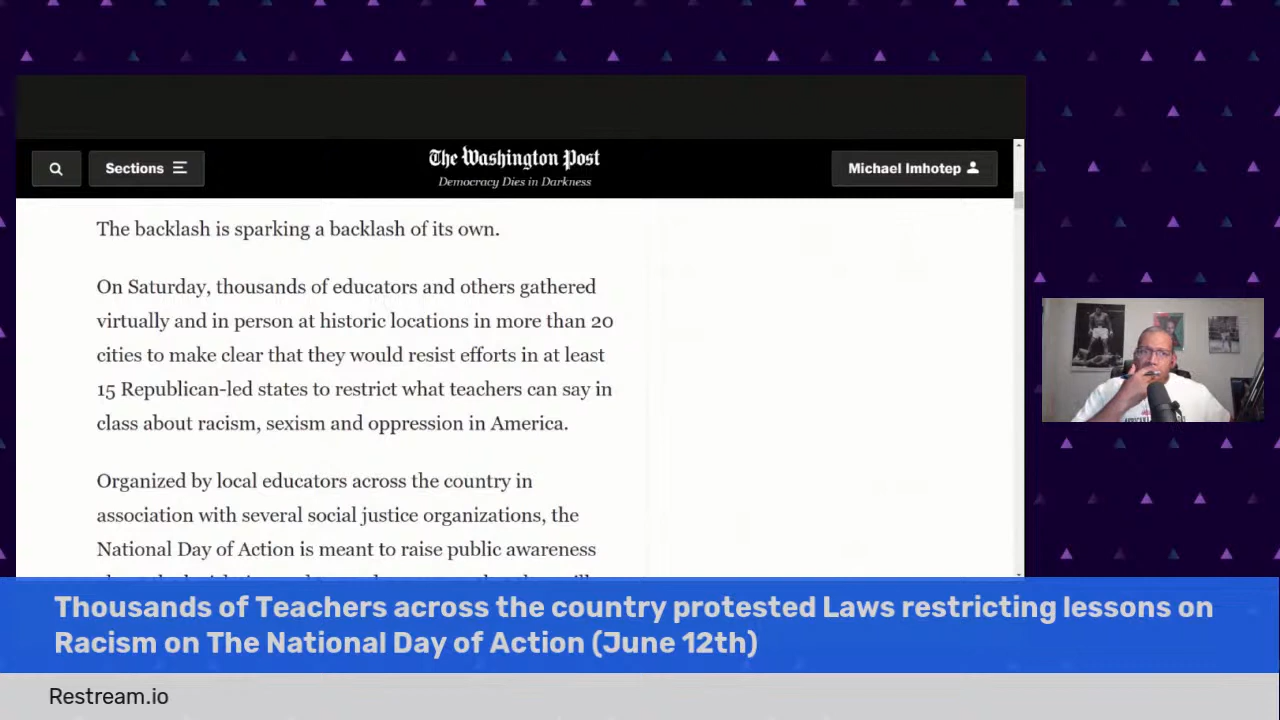 The Washington Post
Democracy Dies in Darkness
Sections
Michael Imhotep
The backlash is sparking a backlash of its own.
On Saturday, thousands of educators and others gathered
virtually and in person at historic locations in more than 20
cities to make clear that they would resist efforts in at least
15 Republican-led states to restrict what teachers can say in
class about racism, sexism and oppression in America.
Organized by local educators across the country in
association with several social justice organizations, the
National Day of Action is meant to raise public awareness
Thousands of Teachers across the country protested Laws restricting lessons on
Racism on The National Day of Action (June 12th)
Restream.io